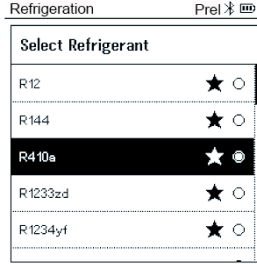 Refrigeration Prel
Select Refrigerant
R12
R144
R410a
R1233zd
R1234yf